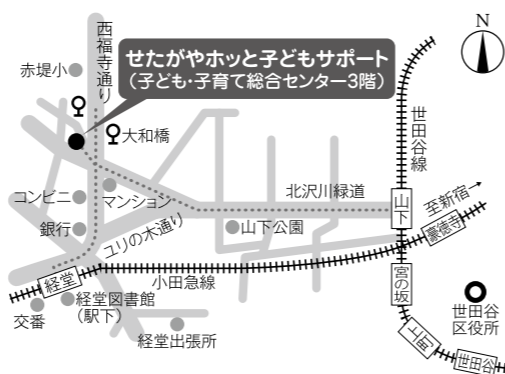 せたがやホッと子どもサポート
(子ども・子育て総合センター3階)
N
西福寺通り
赤堤小
大和橋
世田谷線
コンビニ
マンション
北沢川緑道
山下
至新宿→
銀行
ユリの木通り
山下公園
豪徳寺
経堂
小田急線
宮の坂
交番
経堂図書館
(駅下)
経堂出張所
世田谷
区役所
上町
世田谷